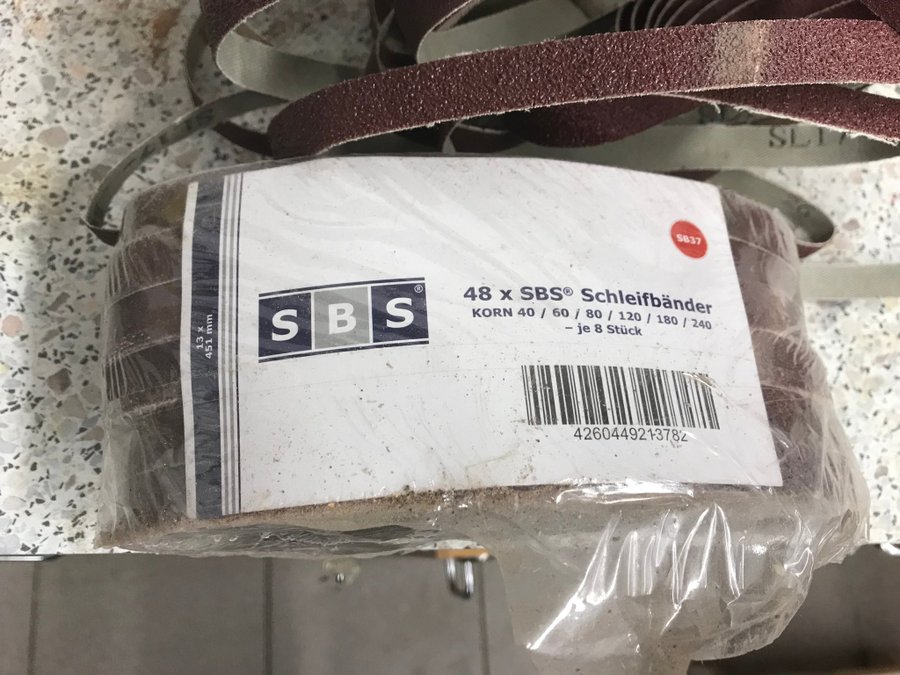 SL17
SB37
SBS®
13 x
451 mm
48 x SBS® Schleifbänder
KORN 40 / 60 / 80 / 120 / 180 / 240
– je 8 Stück
4260449213782